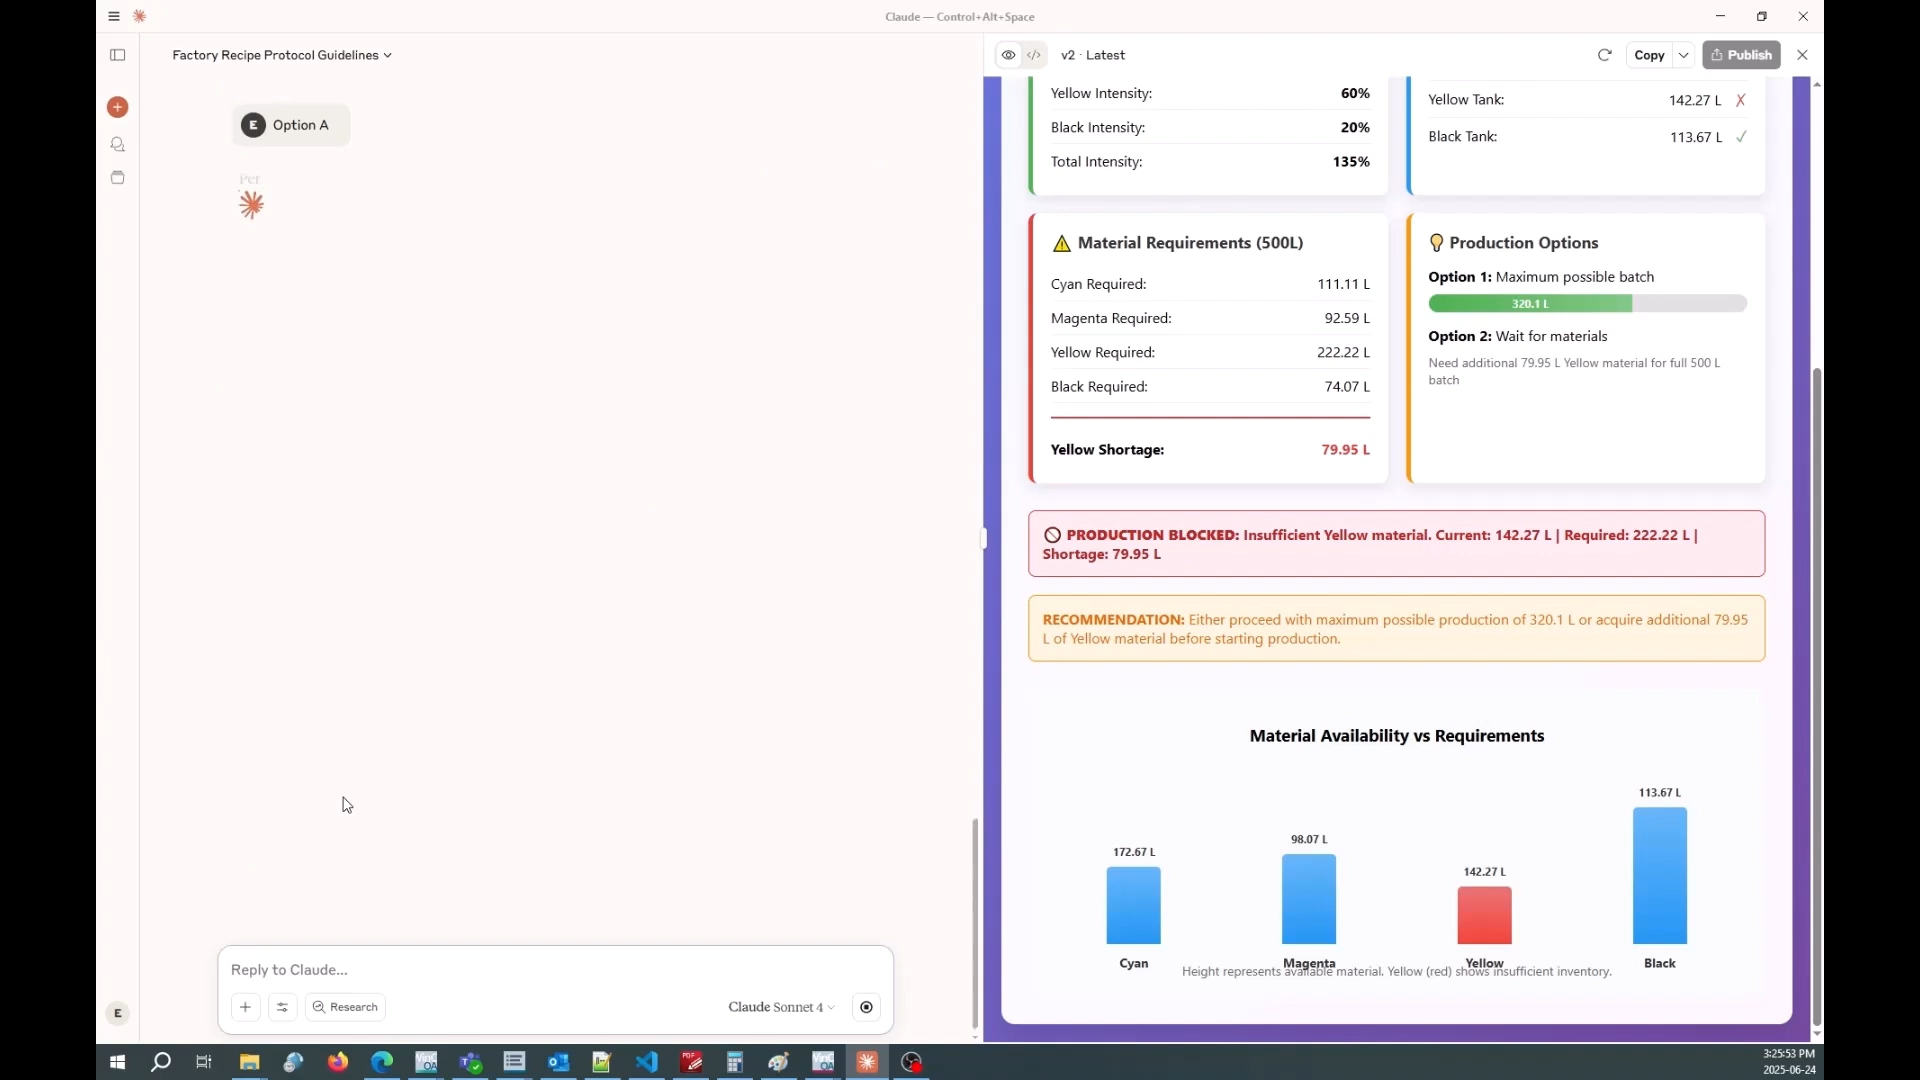 Claude — Control+Alt+Space
Factory Recipe Protocol Guidelines
v2 · Latest
Copy
Publish
E Option A
Per
Yellow Intensity: 60%
Black Intensity: 20%
Total Intensity: 135%
Yellow Tank: 142.27 L ✗
Black Tank: 113.67 L ✓
Material Requirements (500L)
Cyan Required: 111.11 L
Magenta Required: 92.59 L
Yellow Required: 222.22 L
Black Required: 74.07 L
Yellow Shortage: 79.95 L
Production Options
Option 1: Maximum possible batch
320.1 L
Option 2: Wait for materials
Need additional 79.95 L Yellow material for full 500 L
batch
PRODUCTION BLOCKED: Insufficient Yellow material. Current: 142.27 L | Required: 222.22 L |
Shortage: 79.95 L
RECOMMENDATION: Either proceed with maximum possible production of 320.1 L or acquire additional 79.95
L of Yellow material before starting production.
Material Availability vs Requirements
172.67 L
98.07 L
142.27 L
113.67 L
Cyan
Magenta
Yellow
Black
Height represents available material. Yellow (red) shows insufficient inventory.
Reply to Claude...
Research
Claude Sonnet 4
E
3:25:53 PM
2025-06-24